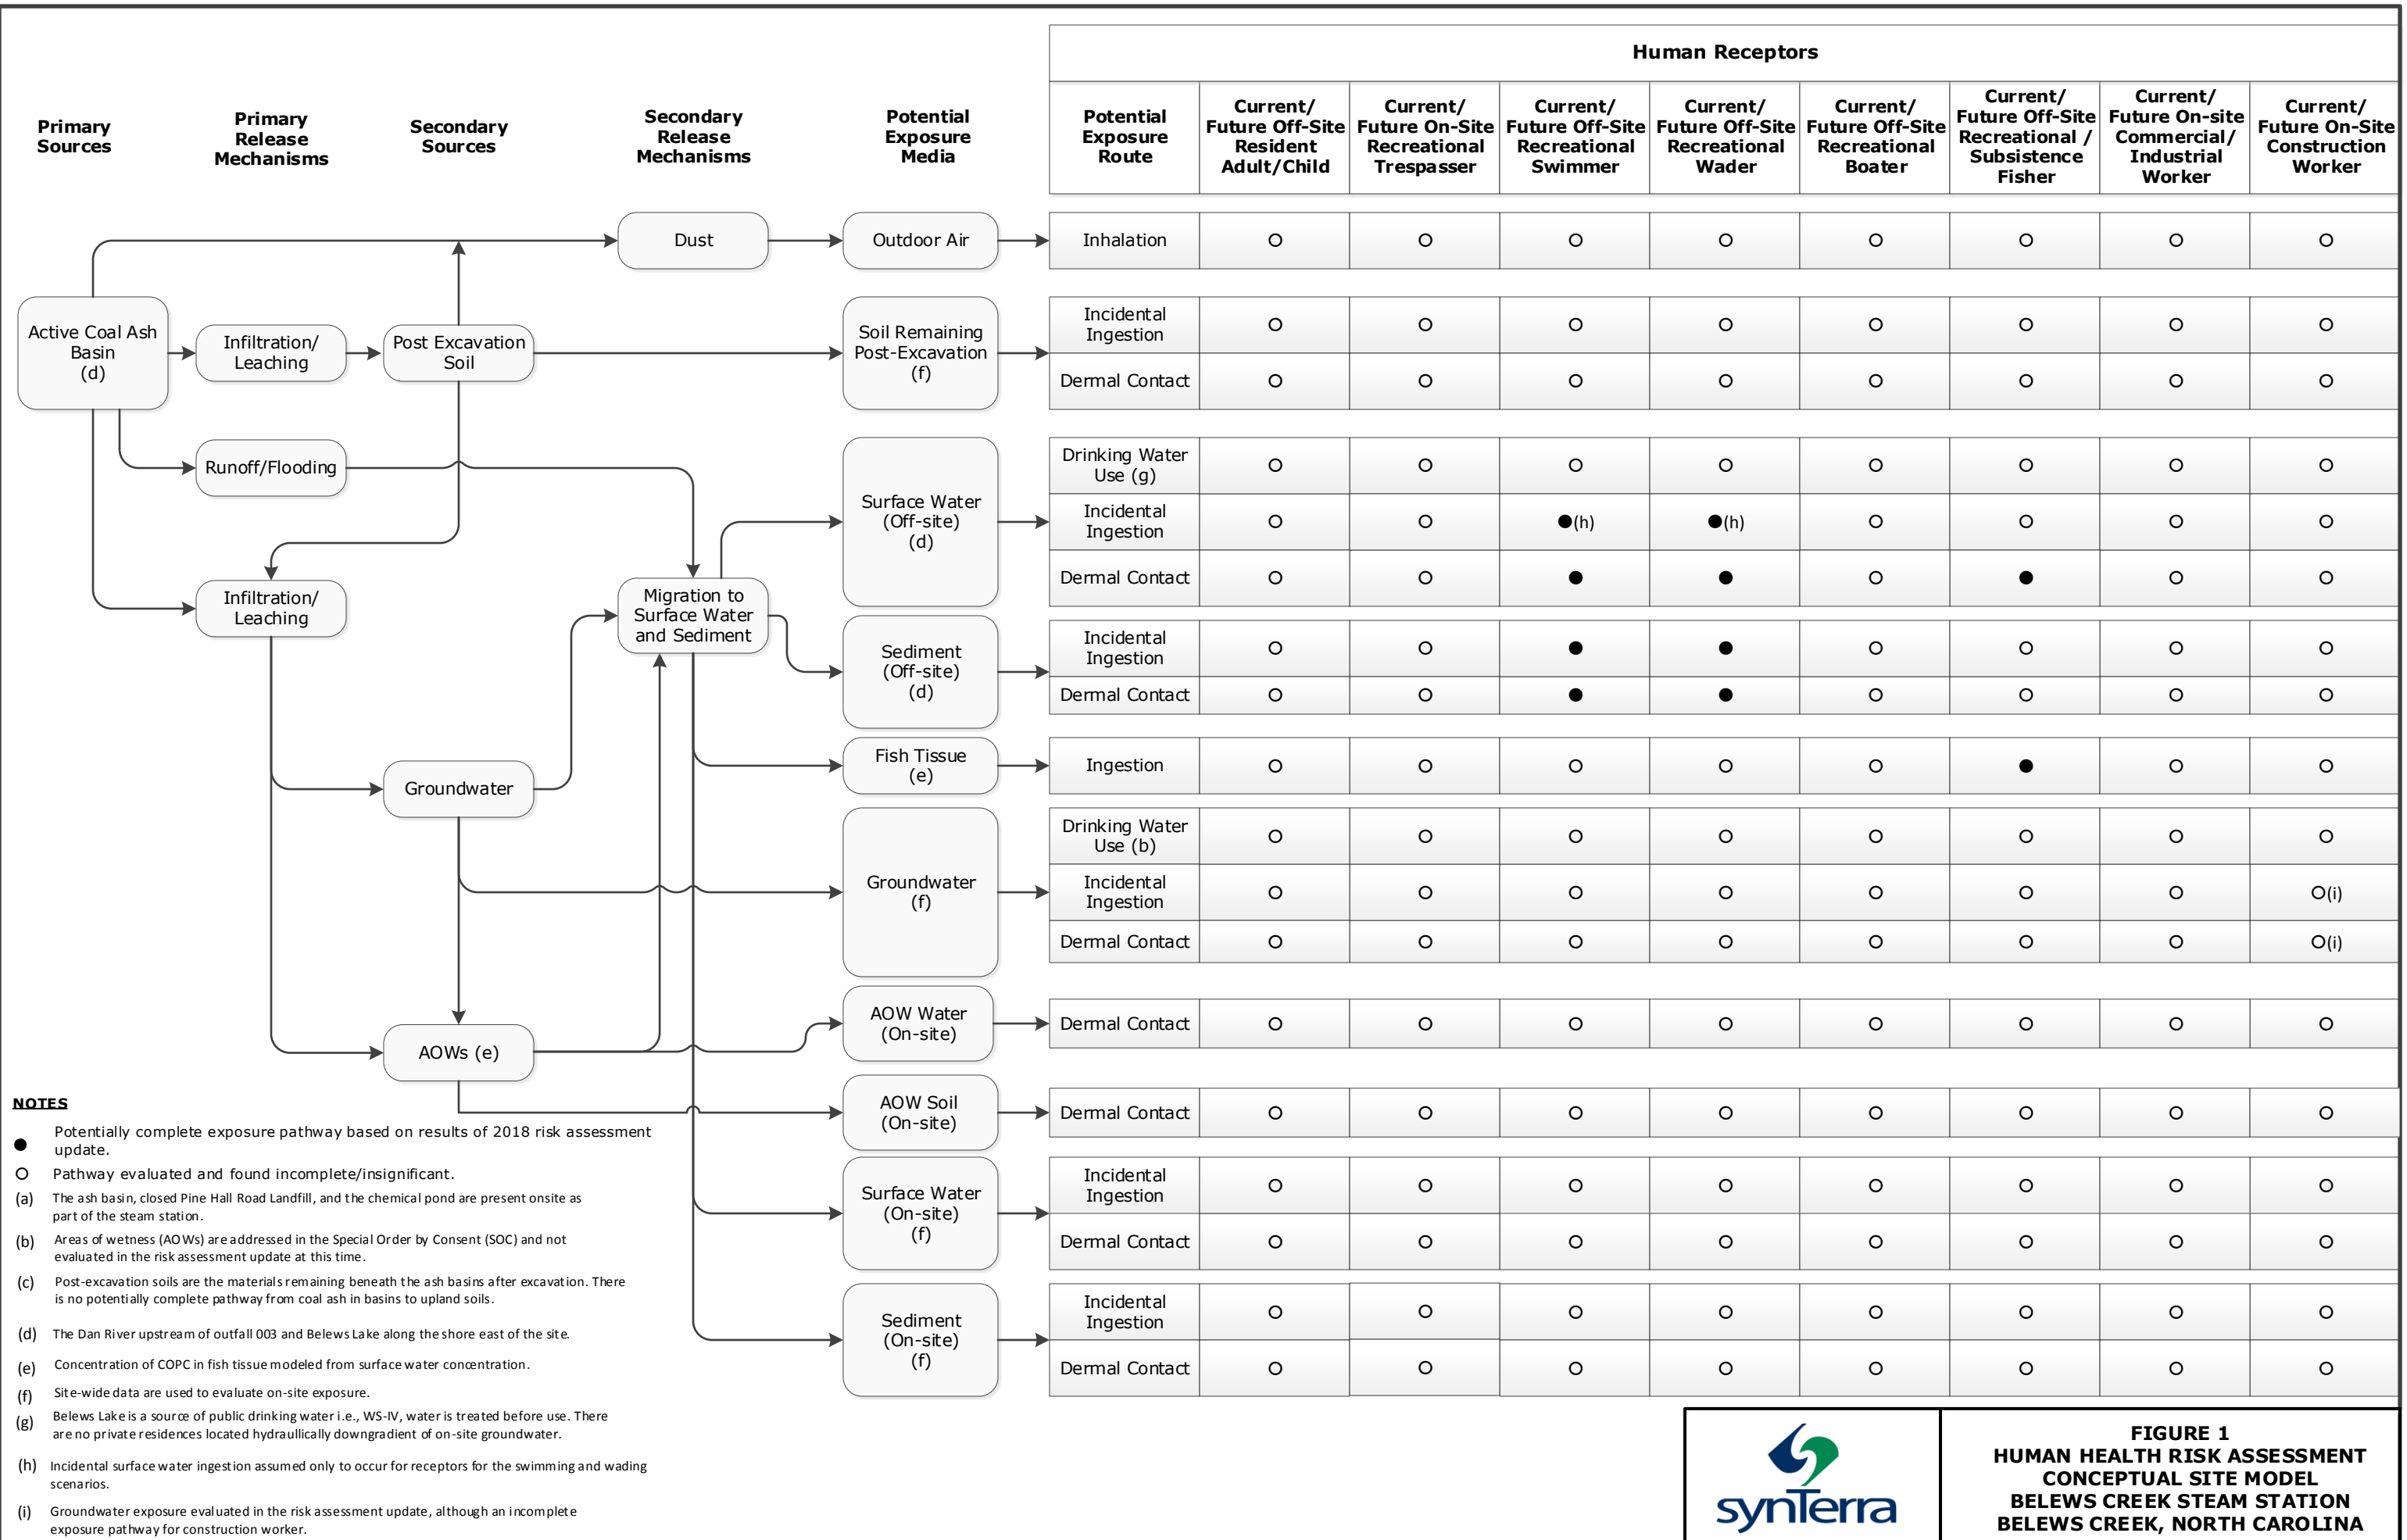 Human Receptors
Primary
Sources
Primary
Release
Mechanisms
Secondary
Sources
Secondary
Release
Mechanisms
Potential
Exposure
Media
Potential
Exposure
Route
Current/
Future Off-Site
Resident
Adult/Child
Current/
Future On-Site
Recreational
Trespasser
Current/
Future Off-Site
Recreational
Swimmer
Current/
Future Off-Site
Recreational
Wader
Current/
Future Off-Site
Recreational
Boater
Current/
Future Off-Site
Recreational /
Subsistence
Fisher
Current/
Future On-site
Commercial/
Industrial
Worker
Current/
Future On-Site
Construction
Worker
Dust
Outdoor Air
Inhalation
Active Coal Ash
Basin
(d)
Infiltration/
Leaching
Post Excavation
Soil
Soil Remaining
Post-Excavation
(f)
Incidental
Ingestion
Dermal Contact
Runoff/Flooding
Surface Water
(Off-site)
(d)
Drinking Water
Use (g)
Incidental
Ingestion
(h)
(h)
Dermal Contact
Infiltration/
Leaching
Migration to
Surface Water
and Sediment
Sediment
(Off-site)
(d)
Incidental
Ingestion
Dermal Contact
Fish Tissue
(e)
Ingestion
Groundwater
Groundwater
(f)
Drinking Water
Use (b)
Incidental
Ingestion
(i)
Dermal Contact
(i)
AOWs (e)
AOW Water
(On-site)
Dermal Contact
AOW Soil
(On-site)
Dermal Contact
Surface Water
(On-site)
(f)
Incidental
Ingestion
Dermal Contact
Sediment
(On-site)
(f)
Incidental
Ingestion
Dermal Contact
NOTES
Potentially complete exposure pathway based on results of 2018 risk assessment
update.
Pathway evaluated and found incomplete/insignificant.
(a) The ash basin, closed Pine Hall Road Landfill, and the chemical pond are present onsite as
part of the steam station.
(b) Areas of wetness (AOWs) are addressed in the Special Order by Consent (SOC) and not
evaluated in the risk assessment update at this time.
(c) Post-excavation soils are the materials remaining beneath the ash basins after excavation. There
is no potentially complete pathway from coal ash in basins to upland soils.
(d) The Dan River upstream of outfall 003 and Belews Lake along the shore east of the site.
(e) Concentration of COPC in fish tissue modeled from surface water concentration.
(f) Site-wide data are used to evaluate on-site exposure.
(g) Belews Lake is a source of public drinking water i.e., WS-IV, water is treated before use. There
are no private residences located hydraullically downgradient of on-site groundwater.
(h) Incidental surface water ingestion assumed only to occur for receptors for the swimming and wading
scenarios.
(i) Groundwater exposure evaluated in the risk assessment update, although an incomplete
exposure pathway for construction worker.
synTerra
FIGURE 1
HUMAN HEALTH RISK ASSESSMENT
CONCEPTUAL SITE MODEL
BELEWS CREEK STEAM STATION
BELEWS CREEK, NORTH CAROLINA